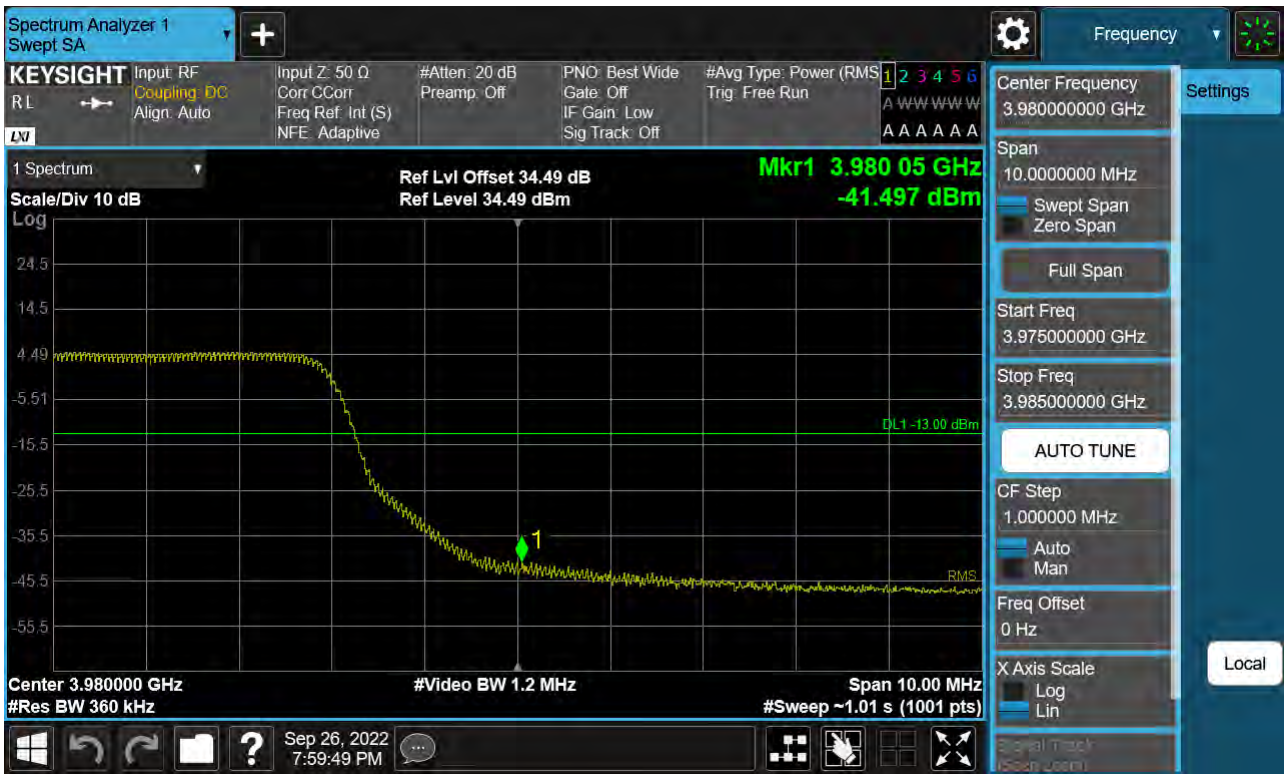 Spectrum Analyzer 1
Swept SA
+
Frequency
KEYSIGHT
RL
LXI
Input: RF
Coupling: DC
Align: Auto
Input Z: 50 Ω
Corr CCorr
Freq Ref: Int (S)
NFE: Adaptive
#Atten: 20 dB
Preamp: Off
PNO: Best Wide
Gate: Off
IF Gain: Low
Sig Track: Off
#Avg Type: Power (RMS
Trig: Free Run
1 2 3 4 5 6
A W W W W W
A A A A A A
1 Spectrum
Scale/Div 10 dB
Log
Ref Lvl Offset 34.49 dB
Ref Level 34.49 dBm
Mkr1 3.980 05 GHz
-41.497 dBm
24.5
14.5
4.49
-5.51
-15.5
-25.5
-35.5
-45.5
-55.5
DL1 -13.00 dBm
1
RMS
Center 3.980000 GHz
#Res BW 360 kHz
#Video BW 1.2 MHz
Span 10.00 MHz
#Sweep ~1.01 s (1001 pts)
Center Frequency
3.980000000 GHz
Span
10.0000000 MHz
Swept Span
Zero Span
Full Span
Start Freq
3.975000000 GHz
Stop Freq
3.985000000 GHz
AUTO TUNE
CF Step
1.000000 MHz
Auto
Man
Freq Offset
0 Hz
X Axis Scale
Log
Lin
Signal Track
(Span Zoom)
Settings
Local
?
Sep 26, 2022
7:59:49 PM